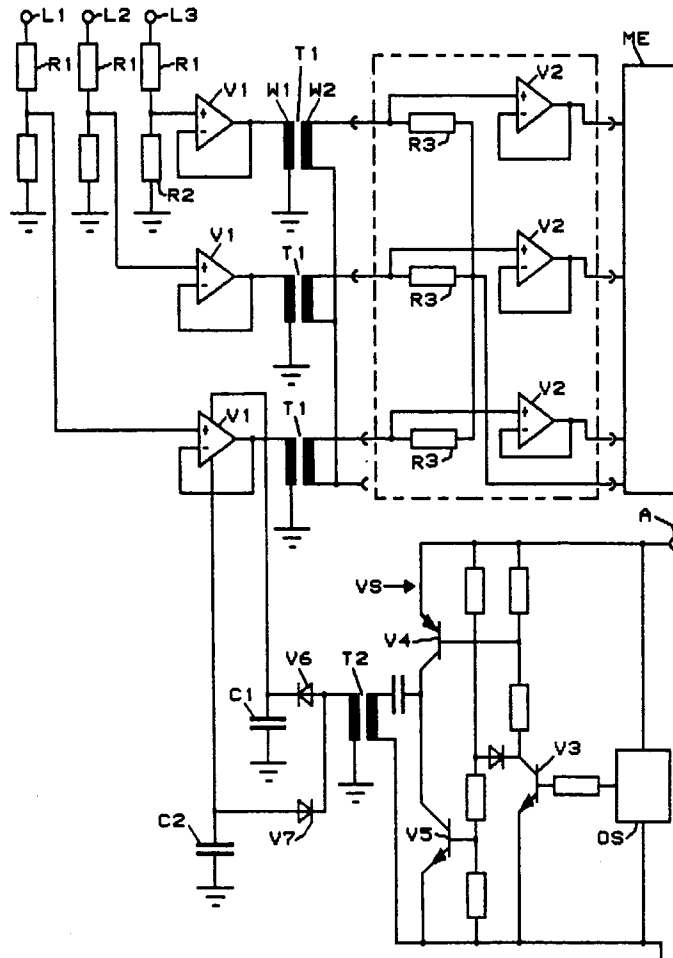 L1 L2 L3
ME
T1
R1 R1 R1
V1 W1 W2 V2
+ -
+ -
R3
R2
V1 T1 V2
+ -
+ -
R3
V1 T1 V2
+ -
+ -
R3
A
VS
V4
V6 T2
C1
V3
C2 V7 V5 OS